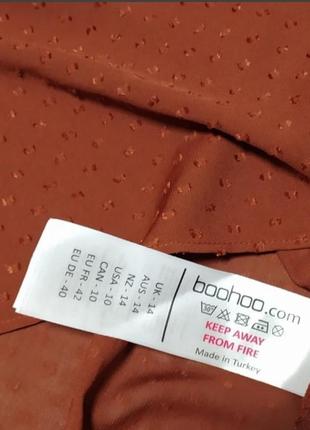 UK - 14
AUS - 14
NZ - 14
USA - 10
CAN - 10
EU FR - 42
EU DE - 40
boohoo.com
30°
KEEP AWAY
FROM FIRE
Made in Turkey